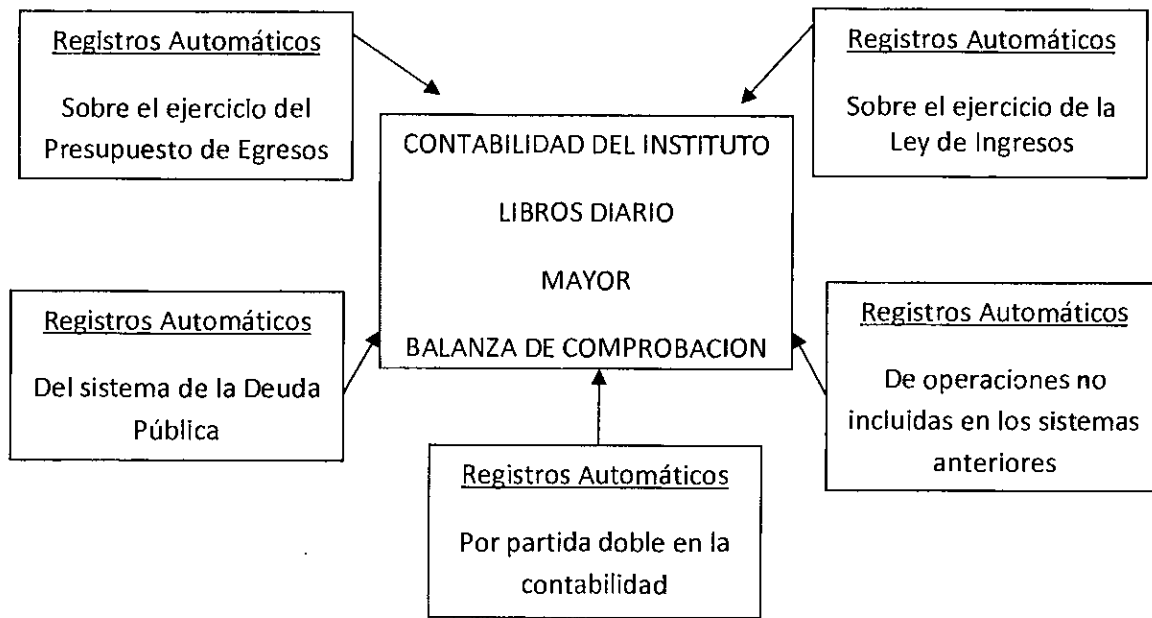 Registros Automáticos
Sobre el ejercicio del
Presupuesto de Egresos
Registros Automáticos
Sobre el ejercicio de la
Ley de Ingresos
CONTABILIDAD DEL INSTITUTO
LIBROS DIARIO
MAYOR
BALANZA DE COMPROBACION
Registros Automáticos
Del sistema de la Deuda
Pública
Registros Automáticos
De operaciones no
incluidas en los sistemas
anteriores
Registros Automáticos
Por partida doble en la
contabilidad